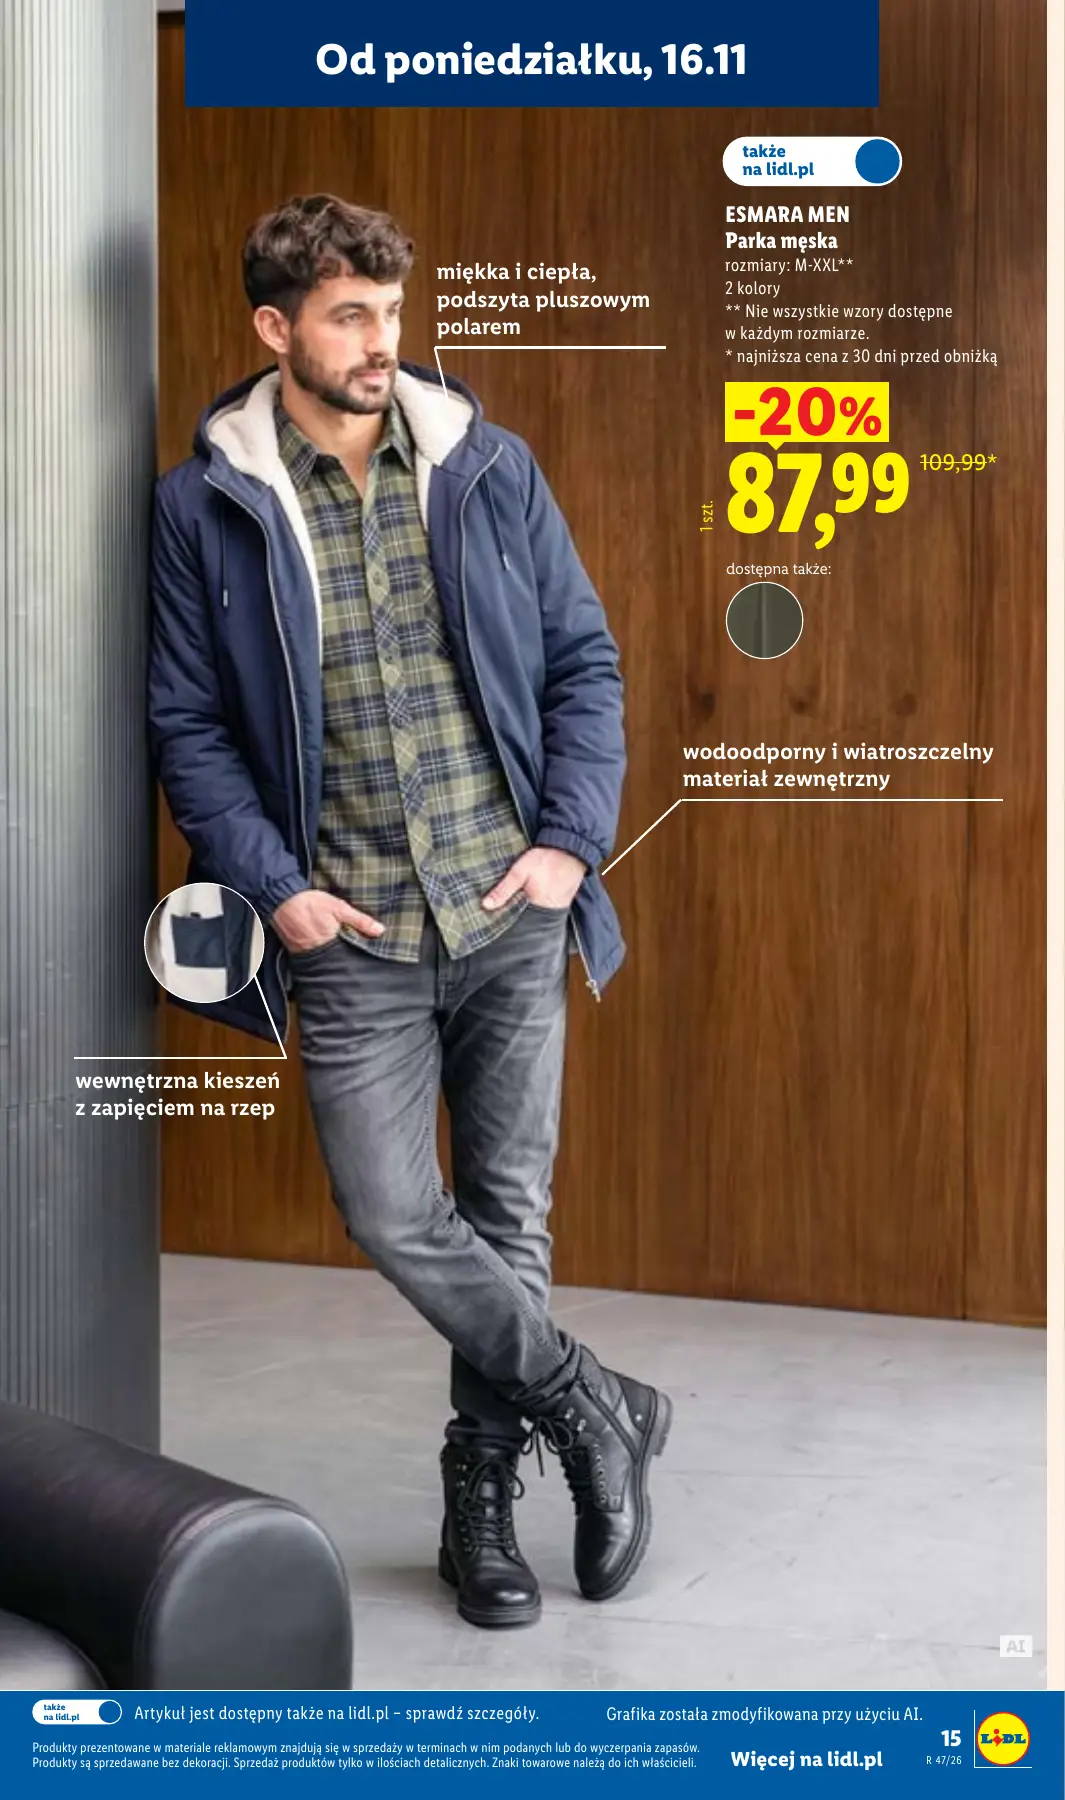 Od poniedziałku, 16.11
także
na lidl.pl
ESMARA MEN
Parka męska
rozmiary: M-XXL**
2 kolory
** Nie wszystkie wzory dostępne
w każdym rozmiarze.
* najniższa cena z 30 dni przed obniżką
-20%
87,99
109,99*
1 szt.
dostępna także:
miękka i ciepła,
podszyta pluszowym
polarem
wodoodporny i wiatroszczelny
materiał zewnętrzny
wewnętrzna kieszeń
z zapięciem na rzep
AI
także
na lidl.pl
Artykuł jest dostępny także na lidl.pl – sprawdź szczegóły.
Grafika została zmodyfikowana przy użyciu AI.
Produkty prezentowane w materiale reklamowym znajdują się w sprzedaży w terminach w nim podanych lub do wyczerpania zapasów.
Produkty są sprzedawane bez dekoracji. Sprzedaż produktów tylko w ilościach detalicznych. Znaki towarowe należą do ich właścicieli.
Więcej na lidl.pl
15
R 47/26
LIDL